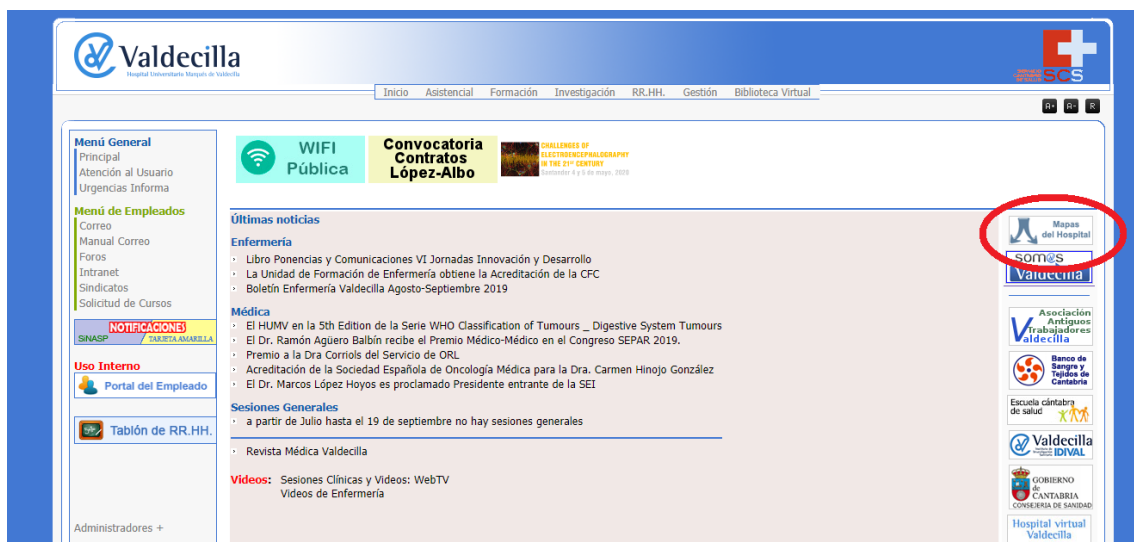 Valdecilla
Hospital Universitario Marqués de Valdecilla
SCS
Inicio Asistencial Formación Investigación RR.HH. Gestión Biblioteca Virtual
A+ A- R
Menú General
Principal
Atención al Usuario
Urgencias Informa
Menú de Empleados
Correo
Manual Correo
Foros
Intranet
Sindicatos
Solicitud de Cursos
NOTIFICACIONES
SiNASP TARJETA AMARILLA
Uso Interno
Portal del Empleado
Tablón de RR.HH.
Administradores +
WIFI
Pública
Convocatoria
Contratos
López-Albo
CHALLENGES OF
ELECTROENCEPHALOGRAPHY
IN THE 21st CENTURY
Santander 4 y 5 de mayo, 2020
Últimas noticias
Enfermería
Libro Ponencias y Comunicaciones VI Jornadas Innovación y Desarrollo
La Unidad de Formación de Enfermería obtiene la Acreditación de la CFC
Boletín Enfermería Valdecilla Agosto-Septiembre 2019
Médica
El HUMV en la 5th Edition de la Serie WHO Classification of Tumours _ Digestive System Tumours
El Dr. Ramón Agüero Balbín recibe el Premio Médico-Médico en el Congreso SEPAR 2019.
Premio a la Dra Corriols del Servicio de ORL
Acreditación de la Sociedad Española de Oncología Médica para la Dra. Carmen Hinojo González
El Dr. Marcos López Hoyos es proclamado Presidente entrante de la SEI
Sesiones Generales
a partir de Julio hasta el 19 de septiembre no hay sesiones generales
Revista Médica Valdecilla
Videos: Sesiones Clínicas y Videos: WebTV
Videos de Enfermería
Mapas
del Hospital
som@s
Valdecilla
Asociación
Antiguos
Trabajadores
Valdecilla
Banco de
Sangre y
Tejidos de
Cantabria
Escuela cántabra
de salud
Valdecilla
IDIVAL
GOBIERNO
de
CANTABRIA
CONSEJERIA DE SANIDAD
Hospital virtual
Valdecilla